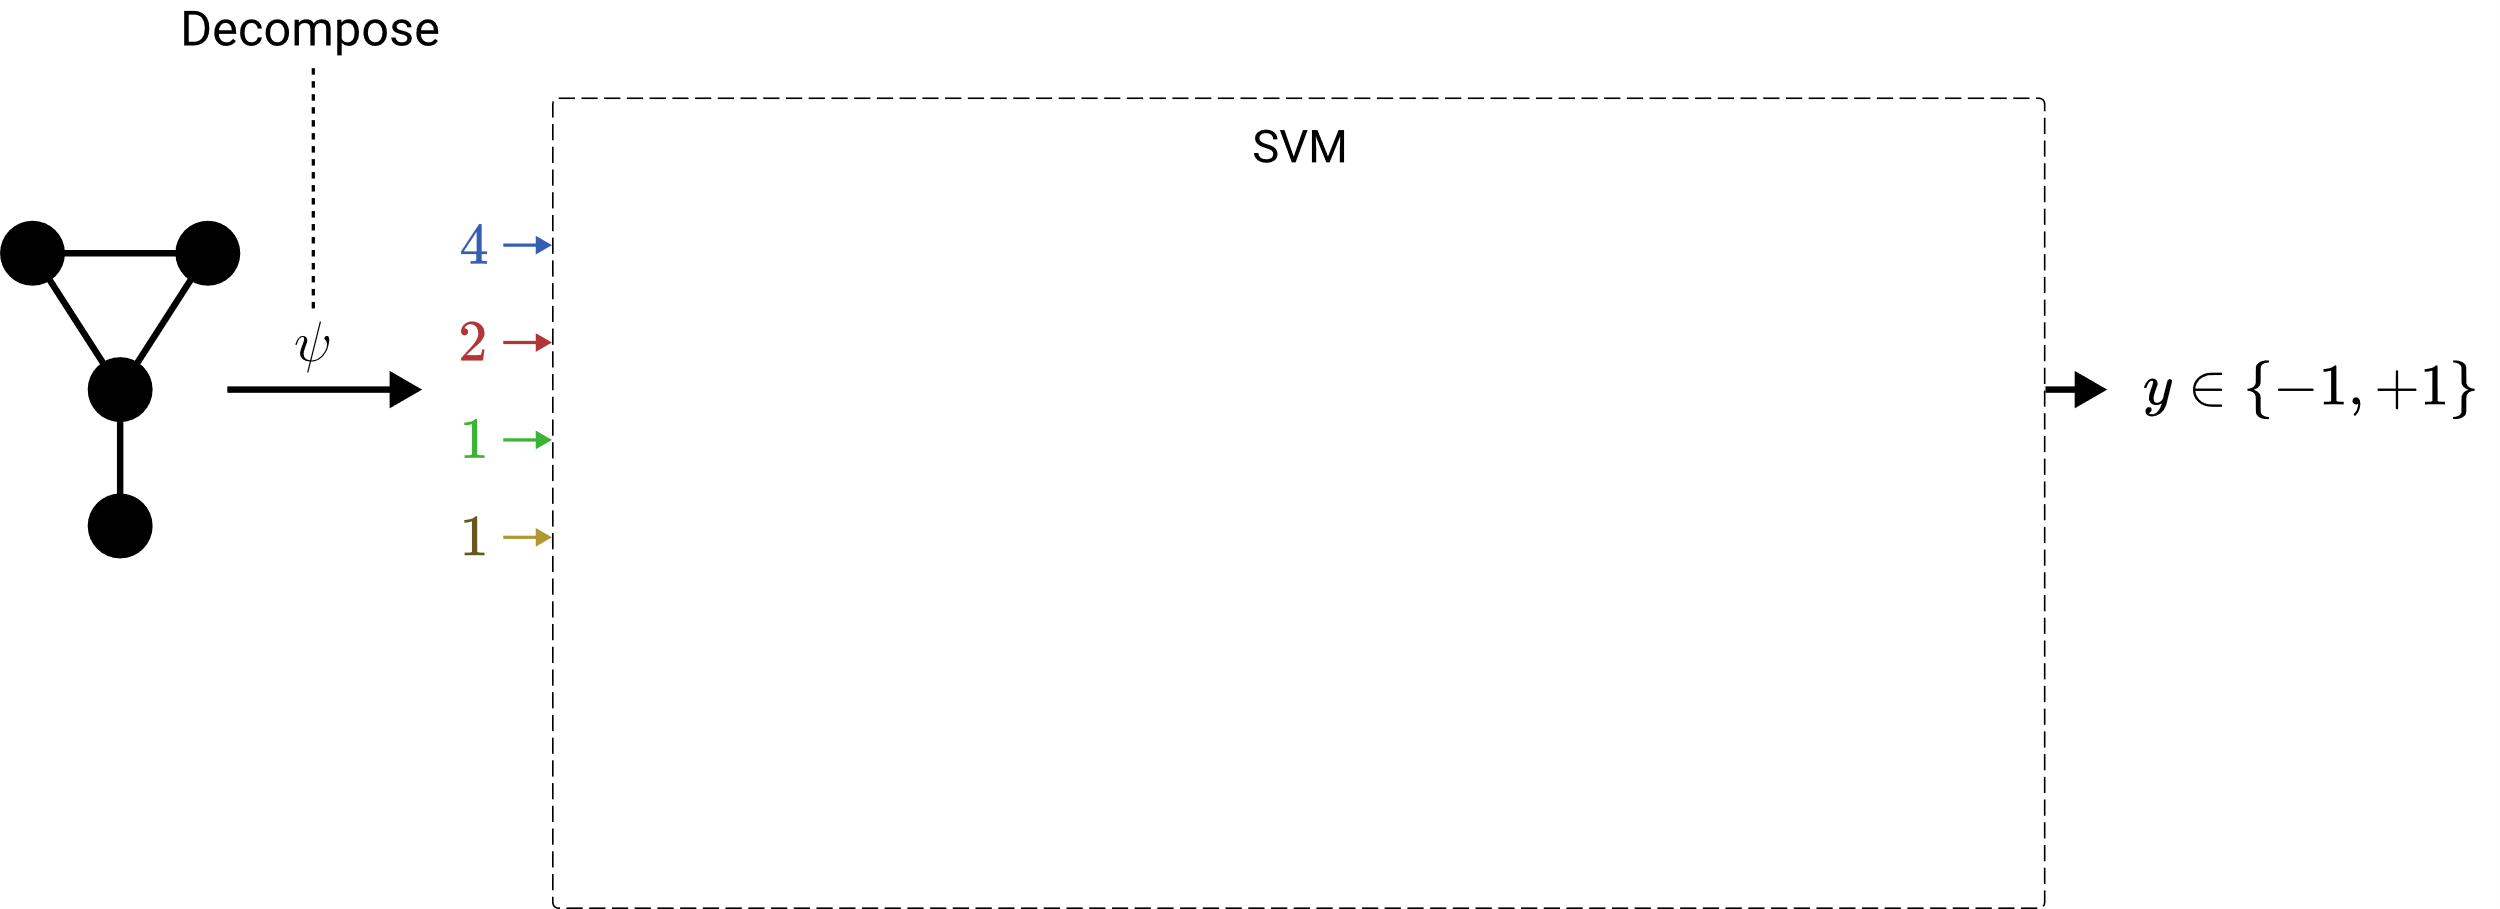 Decompose
SVM
4
2
ψ
y ∈ {−1, +1}
1
1